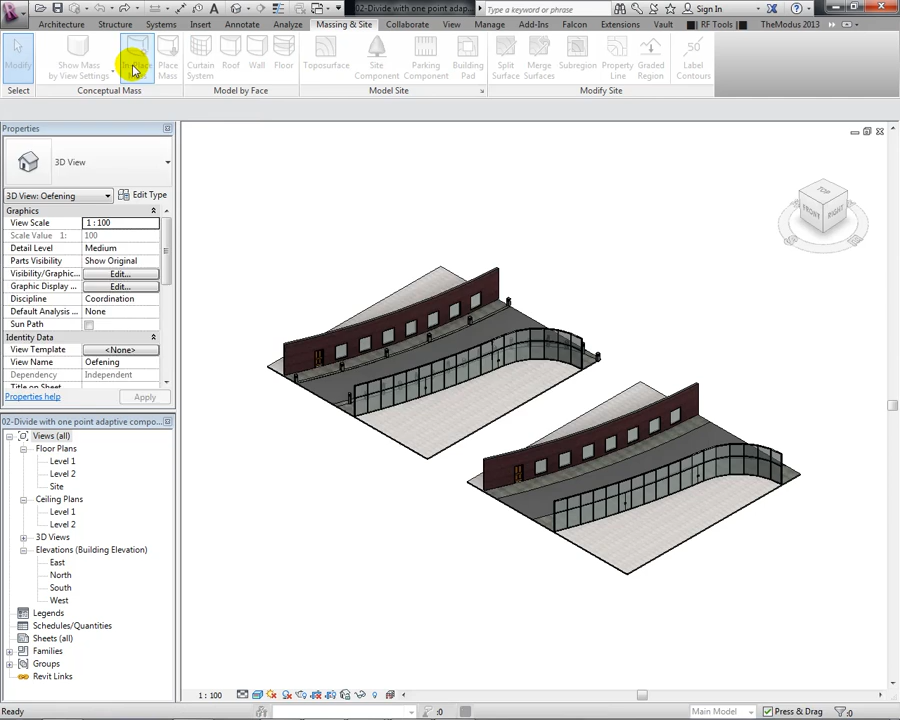 02-Divide with one point adap...
Type a keyword or phrase
Sign In
Architecture Structure Systems Insert Annotate Analyze Massing & Site Collaborate View Manage Add-Ins Falcon Extensions Vault RF Tools TheModus 2013
Modify
Show Mass
by View Settings
Place
Mass
Curtain
System
Roof
Wall
Floor
Toposurface
Site
Component
Parking
Component
Building
Pad
Split
Surface
Merge
Surfaces
Subregion
Property
Line
Graded
Region
50
Label
Contours
Select
Conceptual Mass
Model by Face
Model Site
Modify Site
Properties
3D View
3D View: Oefening
Edit Type
Graphics
View Scale 1 : 100
Scale Value 1: 100
Detail Level Medium
Parts Visibility Show Original
Visibility/Graphic... Edit...
Graphic Display ... Edit...
Discipline Coordination
Default Analysis ... None
Sun Path
Identity Data
View Template <None>
View Name Oefening
Dependency Independent
Title on Sheet
Properties help
Apply
02-Divide with one point adaptive compo...
Views (all)
Floor Plans
Level 1
Level 2
Site
Ceiling Plans
Level 1
Level 2
3D Views
Elevations (Building Elevation)
East
North
South
West
Legends
Schedules/Quantities
Sheets (all)
Families
Groups
Revit Links
TOP
FRONT
RIGHT
1 : 100
Ready
:0
Main Model
Press & Drag
:0